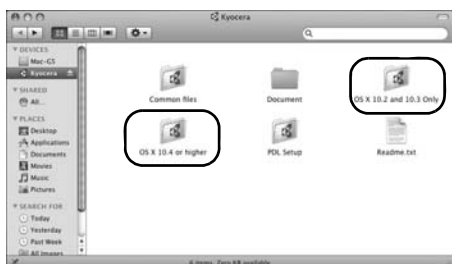 Kyocera
DEVICES
Mac-G5
Kyocera
SHARED
All...
PLACES
Desktop
Applications
Documents
Movies
Music
Pictures
SEARCH FOR
Today
Yesterday
Past Week
All Images
Common files
Document
OS X 10.2 and 10.3 Only
OS X 10.4 or higher
PDL Setup
Readme.txt
6 items, Zero KB available